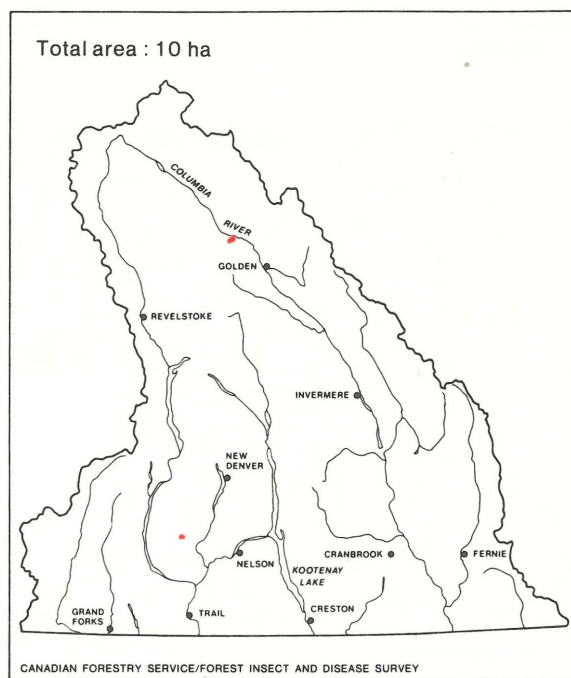 Total area : 10 ha
COLUMBIA
RIVER
GOLDEN
REVELSTOKE
INVERMERE
NEW
DENVER
NELSON
KOOTENAY
LAKE
CRANBROOK
FERNIE
GRAND
FORKS
TRAIL
CRESTON
CANADIAN FORESTRY SERVICE/FOREST INSECT AND DISEASE SURVEY